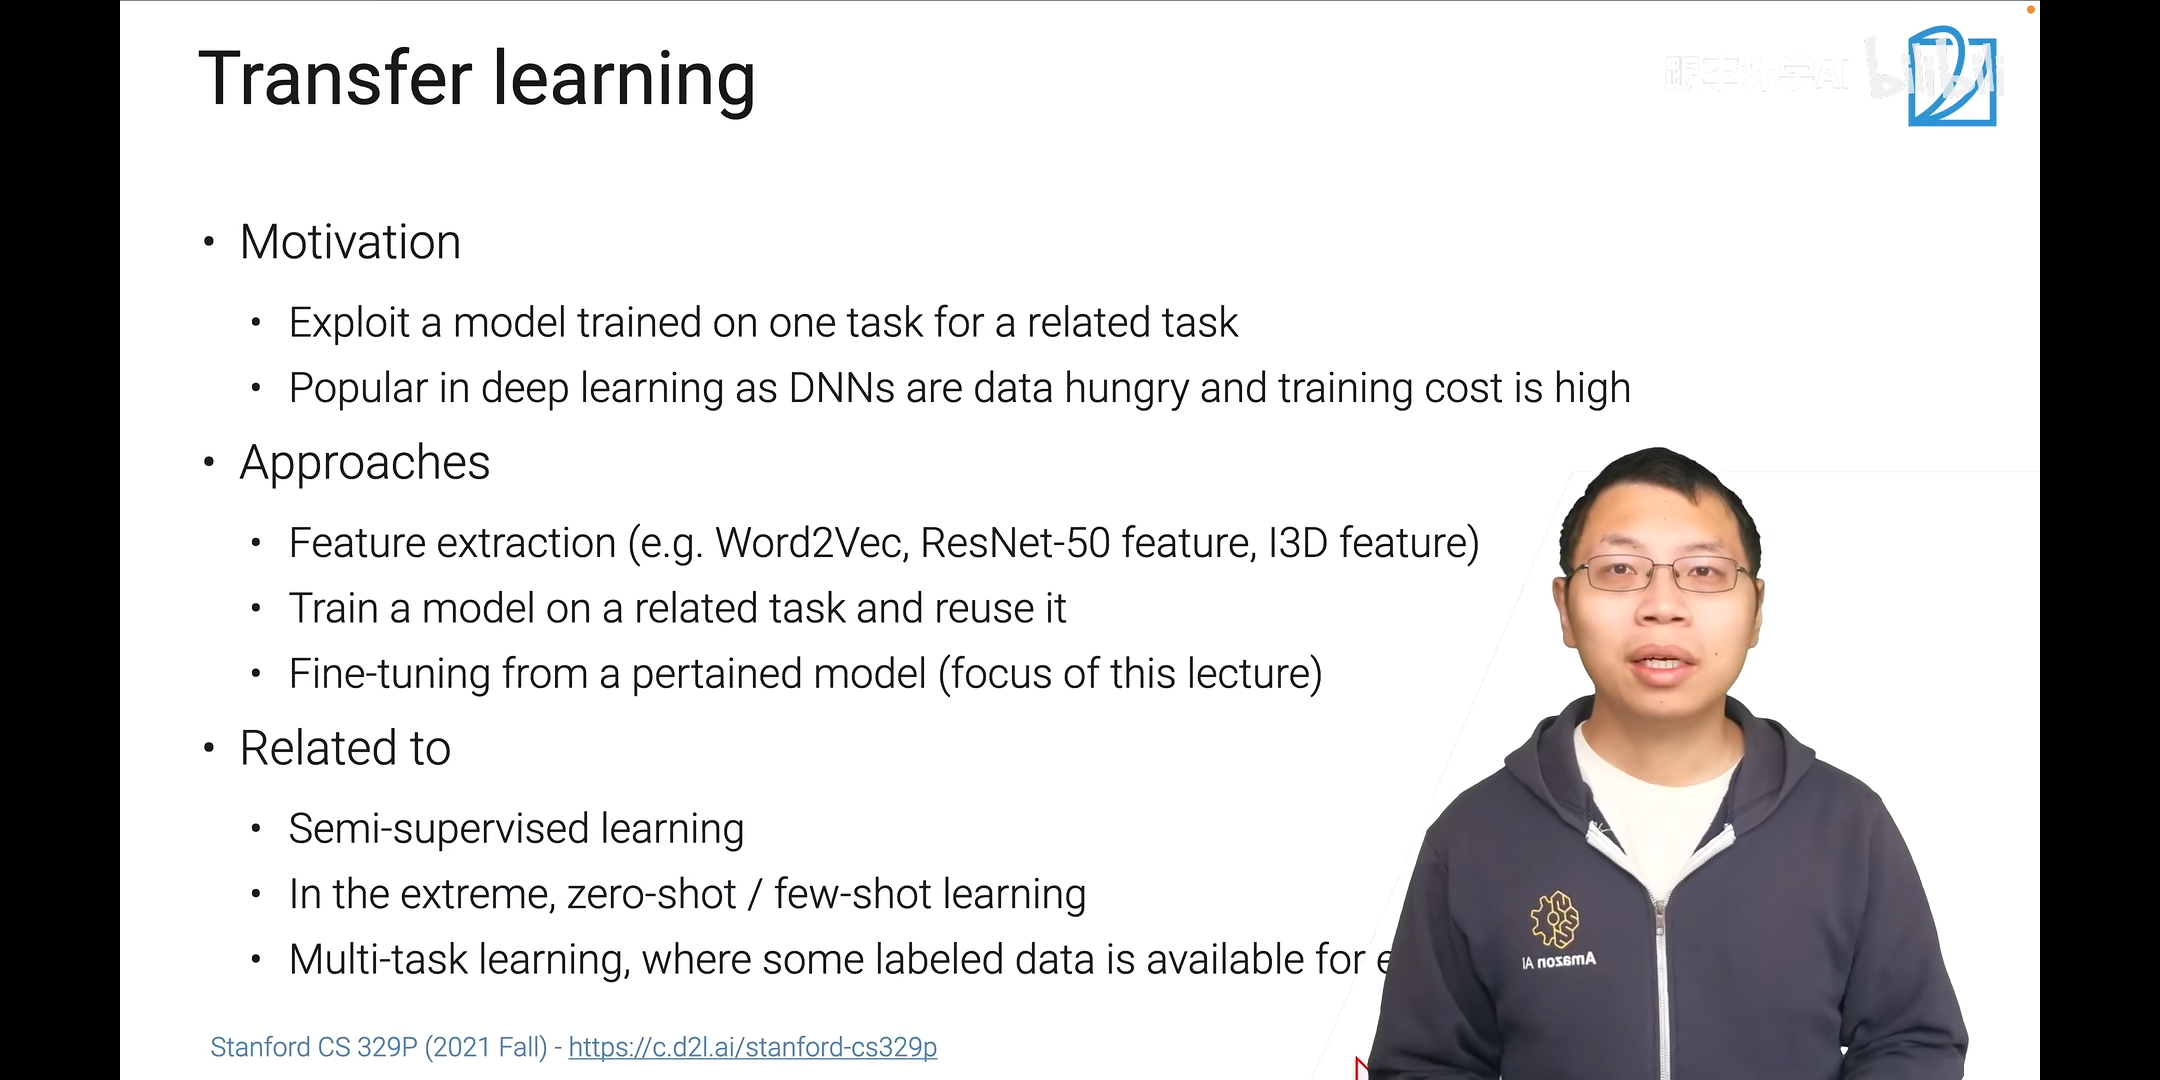 Transfer learning
跟李沐学AI bilibili
• Motivation
• Exploit a model trained on one task for a related task
• Popular in deep learning as DNNs are data hungry and training cost is high
• Approaches
• Feature extraction (e.g. Word2Vec, ResNet-50 feature, I3D feature)
• Train a model on a related task and reuse it
• Fine-tuning from a pertained model (focus of this lecture)
• Related to
• Semi-supervised learning
• In the extreme, zero-shot / few-shot learning
• Multi-task learning, where some labeled data is available for
Amazon AI
Stanford CS 329P (2021 Fall) - https://c.d2l.ai/stanford-cs329p